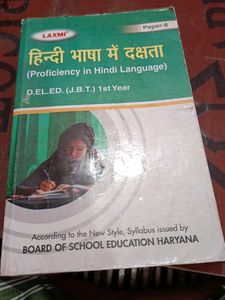 LAXMI
Paper-8
हिन्दी भाषा में दक्षता
(Proficiency in Hindi Language)
D.EL.ED. (J.B.T.) 1st Year
According to the New Style, Syllabus issued by
BOARD OF SCHOOL EDUCATION HARYANA